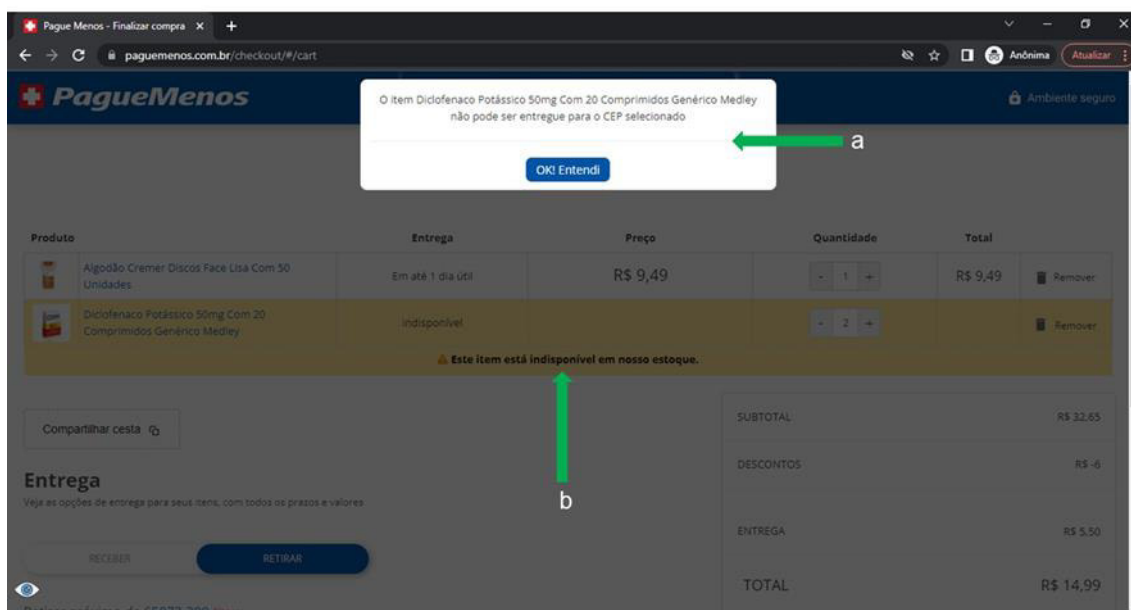 Pague Menos - Finalizar compra
paguemenos.com.br/checkout/#/cart
Anônima
Atualizar
PagueMenos
Ambiente seguro
O item Diclofenaco Potássico 50mg Com 20 Comprimidos Genérico Medley
não pode ser entregue para o CEP selecionado
a
OK! Entendi
Produto Entrega Preço Quantidade Total
Algodão Cremer Discos Face Lisa Com 50
Unidades
Em até 1 dia útil R$ 9,49 - 1 + R$ 9,49 Remover
Diclofenaco Potássico 50mg Com 20
Comprimidos Genérico Medley
Indisponível - 2 + Remover
Este item está indisponível em nosso estoque.
b
Compartilhar cesta
Entrega
Veja as opções de entrega para seus itens, com todos os prazos e valores
RECEBER RETIRAR
SUBTOTAL R$ 32,65
DESCONTOS R$ -6
ENTREGA R$ 5,50
TOTAL R$ 14,99